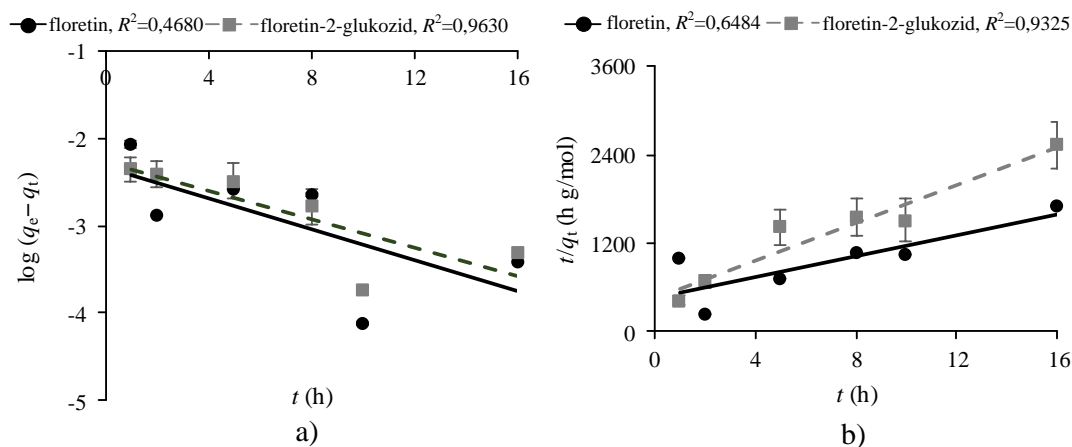 floretin, R²=0,4680 floretin-2-glukozid, R²=0,9630
-1
0 4 8 12 16
-2
-3
-4
-5
log (qe– qt)
t (h)
a)
floretin, R²=0,6484 floretin-2-glukozid, R²=0,9325
3600
2400
1200
0
t/qt (h g/mol)
0 4 8 12 16
t (h)
b)